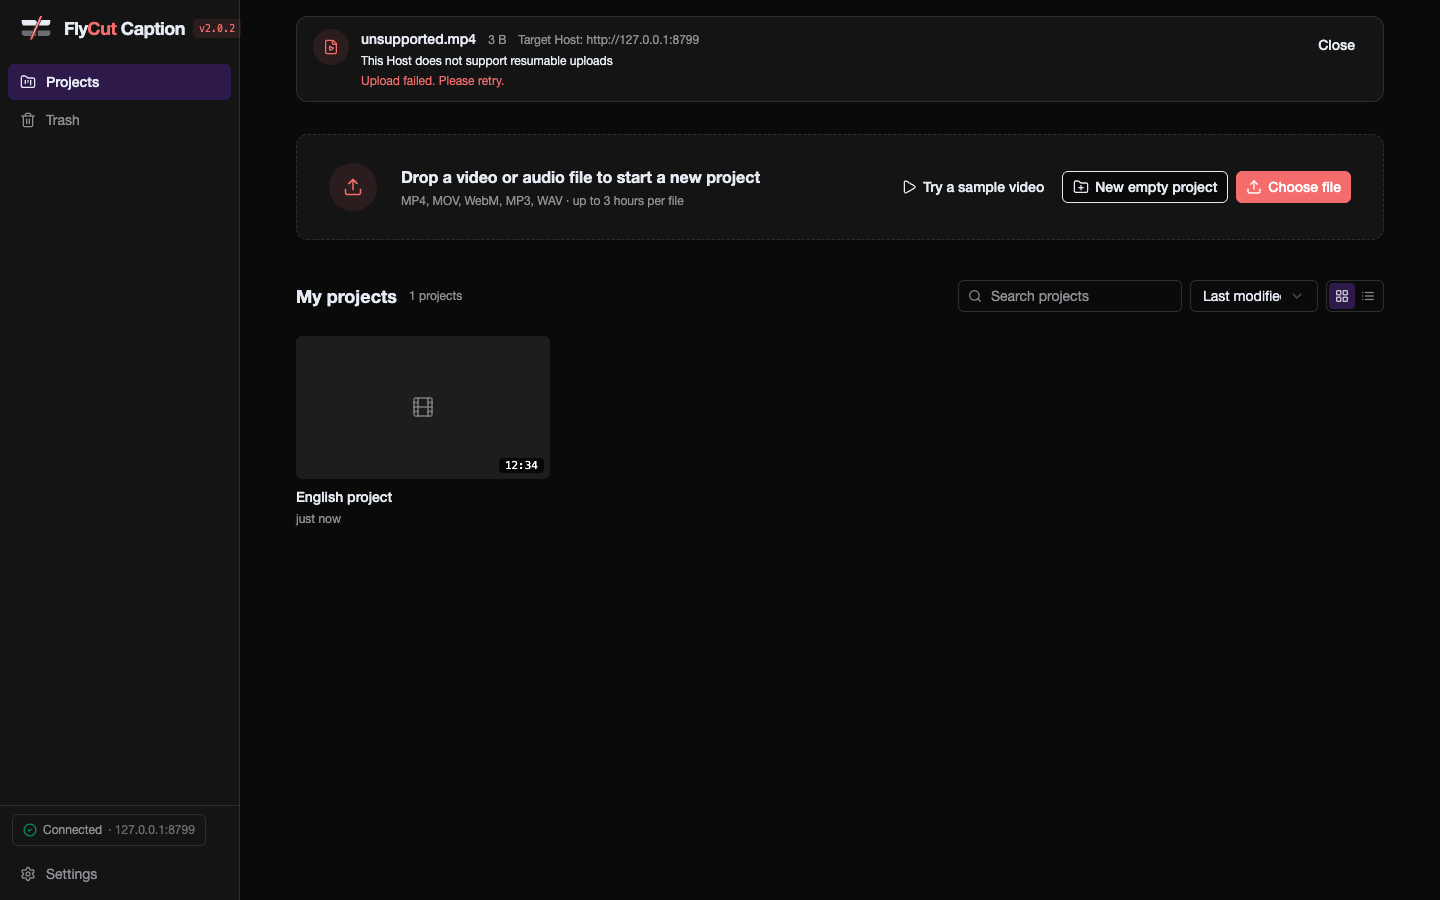 FlyCut Caption v2.0.2
Projects
Trash
unsupported.mp4 3 B Target Host: http://127.0.0.1:8799
This Host does not support resumable uploads
Upload failed. Please retry.
Close
Drop a video or audio file to start a new project
MP4, MOV, WebM, MP3, WAV · up to 3 hours per file
Try a sample video
New empty project
Choose file
My projects 1 projects
Search projects
Last modifie
12:34
English project
just now
Connected · 127.0.0.1:8799
Settings